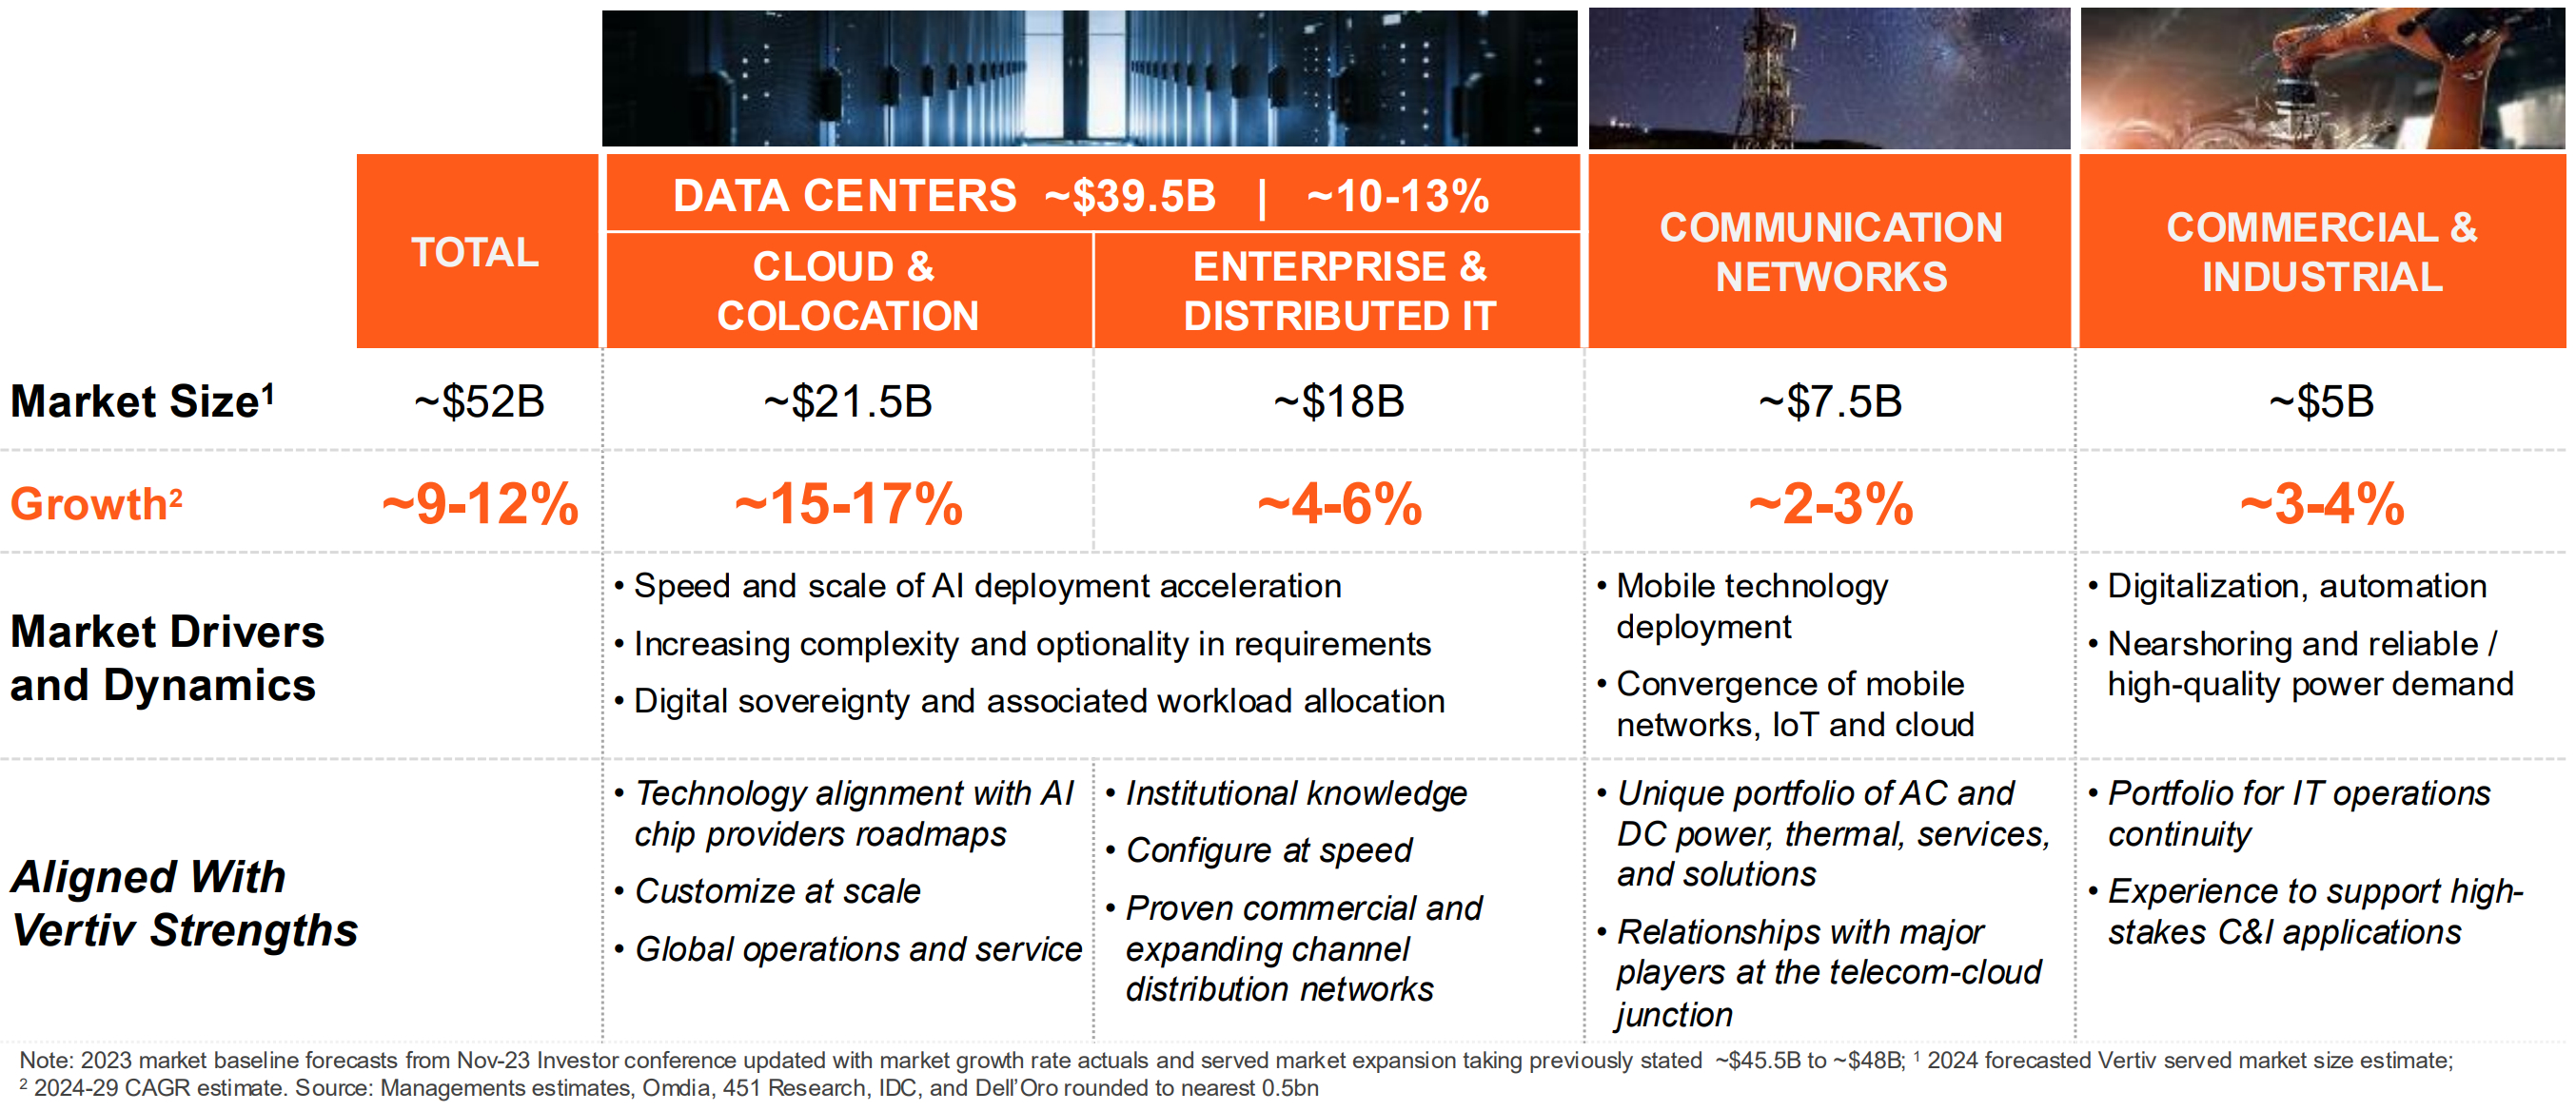 DATA CENTERS ~$39.5B | ~10-13%
TOTAL
CLOUD &
COLOCATION
ENTERPRISE &
DISTRIBUTED IT
COMMUNICATION
NETWORKS
COMMERCIAL &
INDUSTRIAL
Market Size¹ ~$52B ~$21.5B ~$18B ~$7.5B ~$5B
Growth² ~9-12% ~15-17% ~4-6% ~2-3% ~3-4%
Market Drivers
and Dynamics
• Speed and scale of AI deployment acceleration
• Increasing complexity and optionality in requirements
• Digital sovereignty and associated workload allocation
• Mobile technology
deployment
• Convergence of mobile
networks, IoT and cloud
• Digitalization, automation
• Nearshoring and reliable /
high-quality power demand
Aligned With
Vertiv Strengths
• Technology alignment with AI
chip providers roadmaps
• Customize at scale
• Global operations and service
• Institutional knowledge
• Configure at speed
• Proven commercial and
expanding channel
distribution networks
• Unique portfolio of AC and
DC power, thermal, services,
and solutions
• Relationships with major
players at the telecom-cloud
junction
• Portfolio for IT operations
continuity
• Experience to support high-
stakes C&I applications
Note: 2023 market baseline forecasts from Nov-23 Investor conference updated with market growth rate actuals and served market expansion taking previously stated ~$45.5B to ~$48B; ¹ 2024 forecasted Vertiv served market size estimate;
² 2024-29 CAGR estimate. Source: Managements estimates, Omdia, 451 Research, IDC, and Dell'Oro rounded to nearest 0.5bn